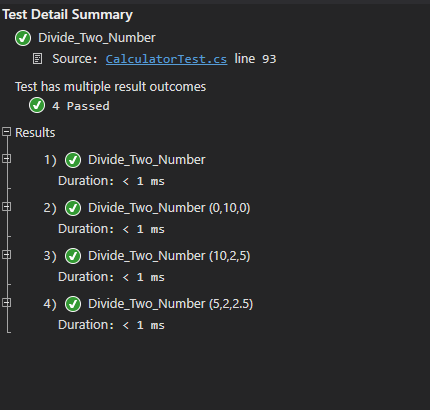 Test Detail Summary
Divide_Two_Number
Source: CalculatorTest.cs line 93
Test has multiple result outcomes
4 Passed
Results
1) Divide_Two_Number
Duration: < 1 ms
2) Divide_Two_Number (0,10,0)
Duration: < 1 ms
3) Divide_Two_Number (10,2,5)
Duration: < 1 ms
4) Divide_Two_Number (5,2,2.5)
Duration: < 1 ms